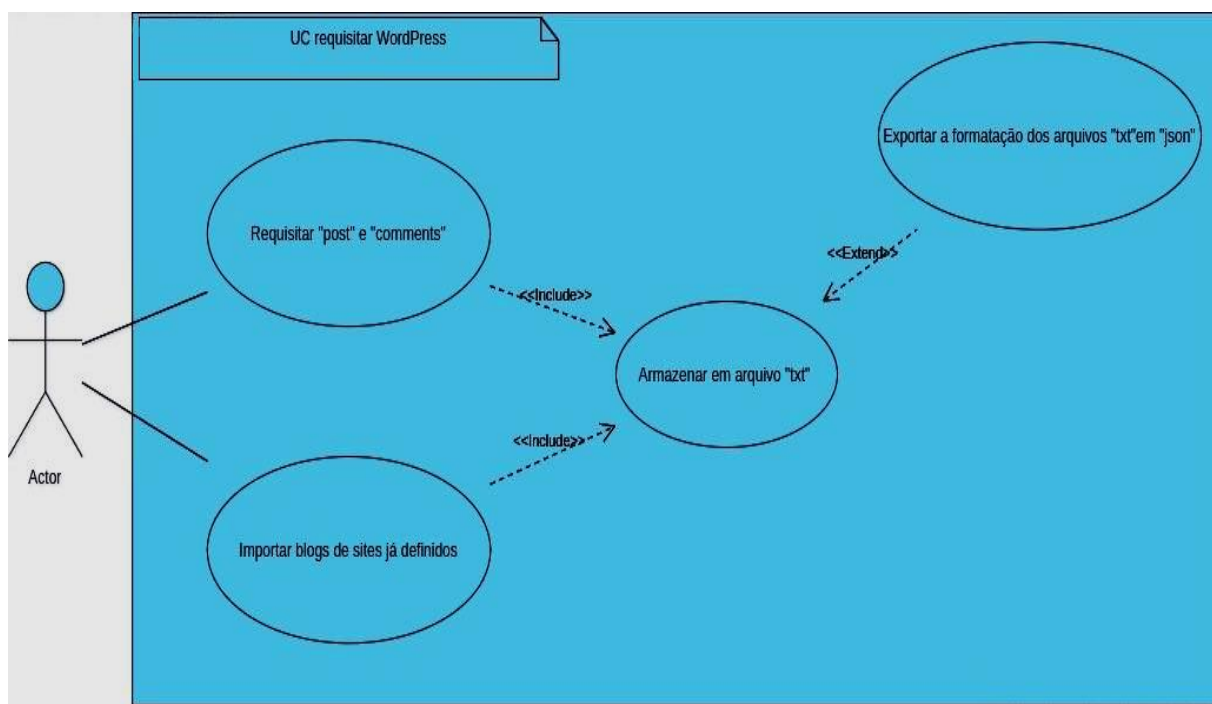 UC requisitar WordPress
Exportar a formatação dos arquivos "txt"em "json"
Requisitar "post" e "comments"
<<Extend>>
<<Include>>
Armazenar em arquivo "txt"
<<Include>>
Actor
Importar blogs de sites já definidos